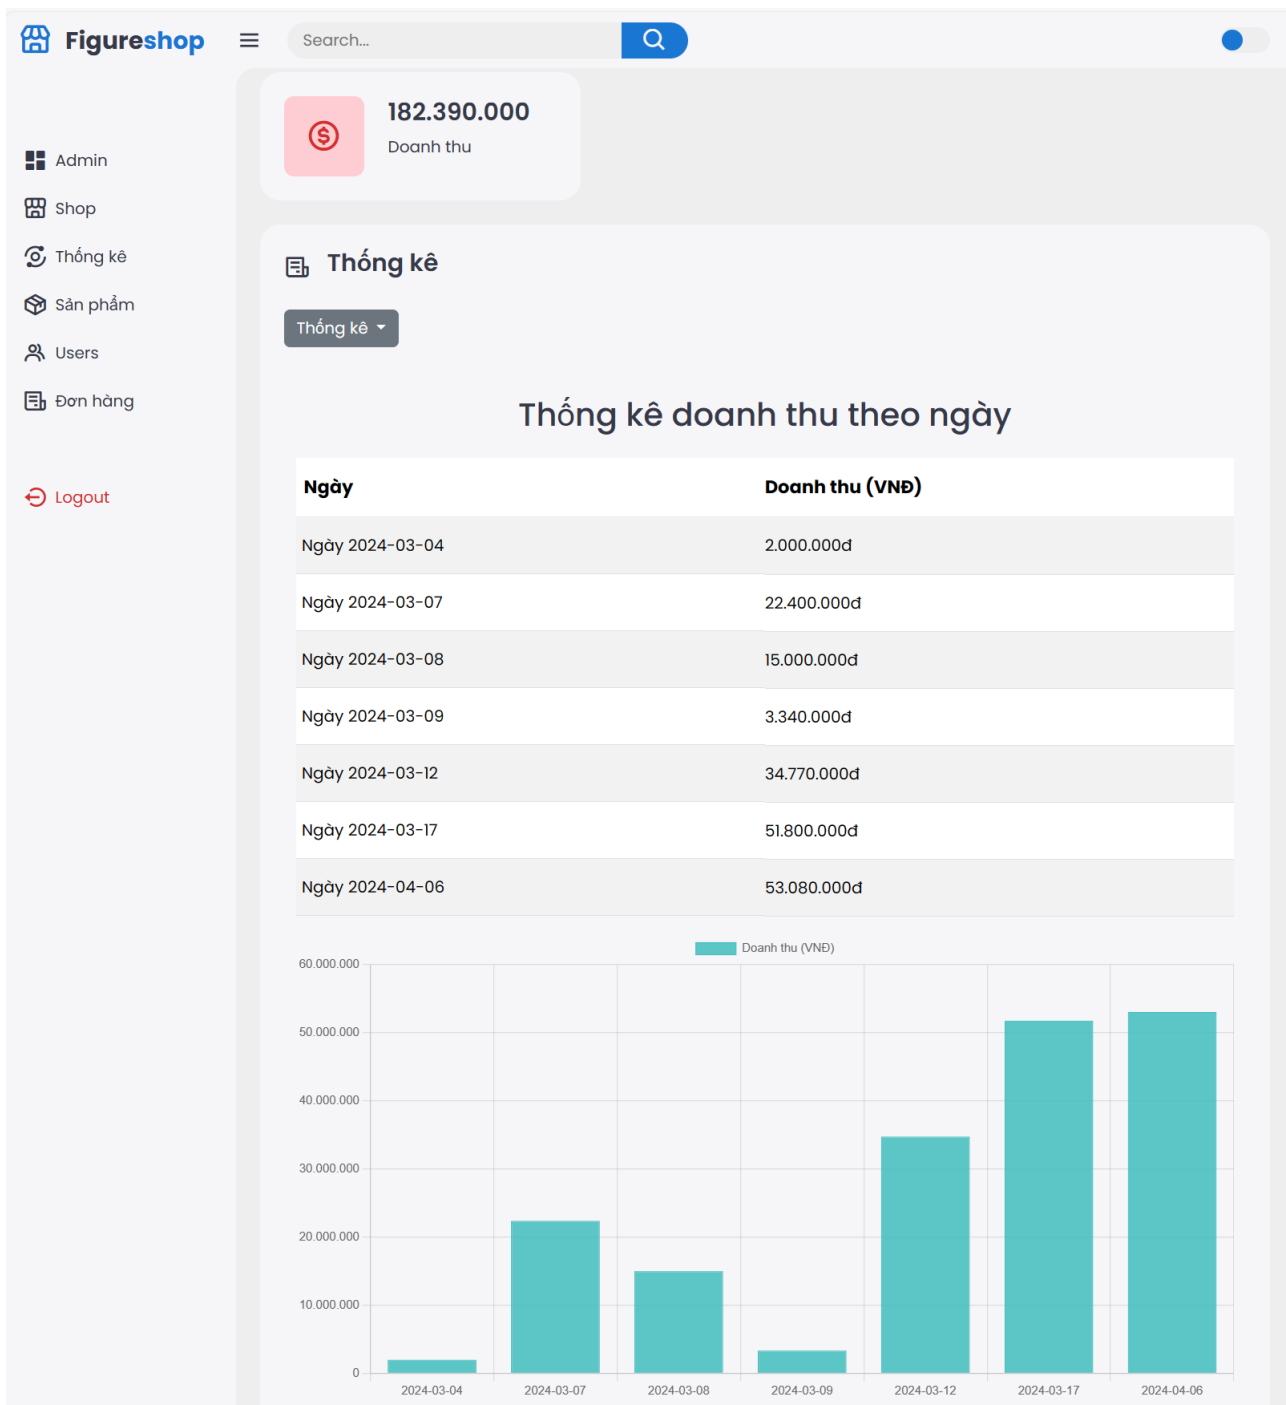 Figureshop
Search...
182.390.000
Doanh thu
Admin
Shop
Thống kê
Sản phẩm
Users
Đơn hàng
Logout
Thống kê
Thống kê
Thống kê doanh thu theo ngày
Ngày Doanh thu (VNĐ)
Ngày 2024-03-04 2.000.000đ
Ngày 2024-03-07 22.400.000đ
Ngày 2024-03-08 15.000.000đ
Ngày 2024-03-09 3.340.000đ
Ngày 2024-03-12 34.770.000đ
Ngày 2024-03-17 51.800.000đ
Ngày 2024-04-06 53.080.000đ
Doanh thu (VNĐ)
60.000.000
50.000.000
40.000.000
30.000.000
20.000.000
10.000.000
0
2024-03-04 2024-03-07 2024-03-08 2024-03-09 2024-03-12 2024-03-17 2024-04-06